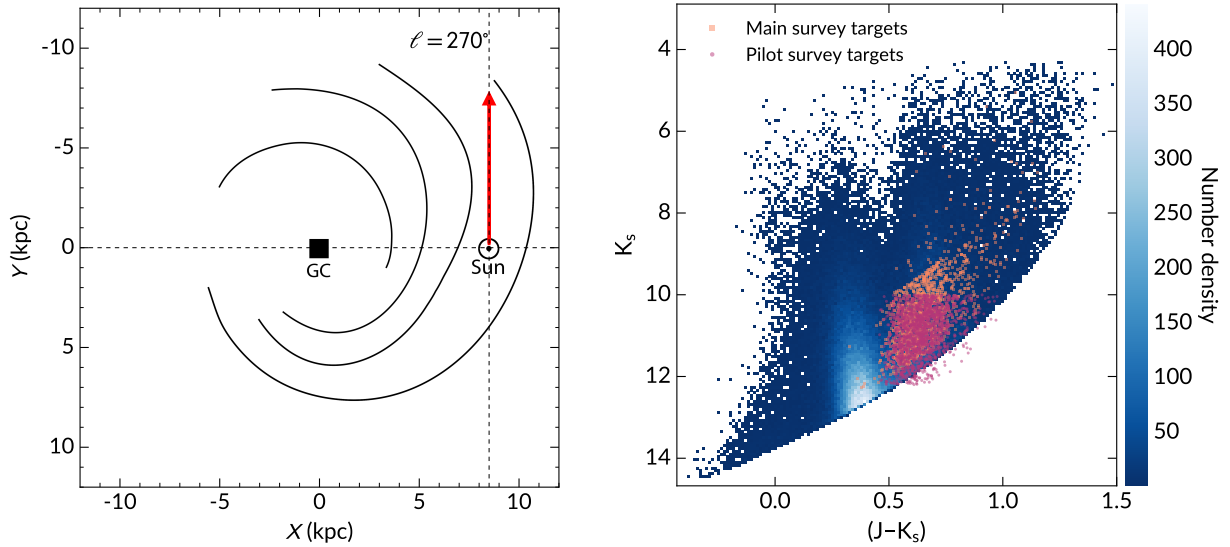 ℓ = 270°
-10
-5
0
5
10
Y (kpc)
GC
Sun
-10
-5
0
5
10
X (kpc)
Main survey targets
Pilot survey targets
4
6
8
10
12
14
Kₛ
0.0
0.5
1.0
1.5
(J−Kₛ)
400
350
300
250
200
150
100
50
Number density